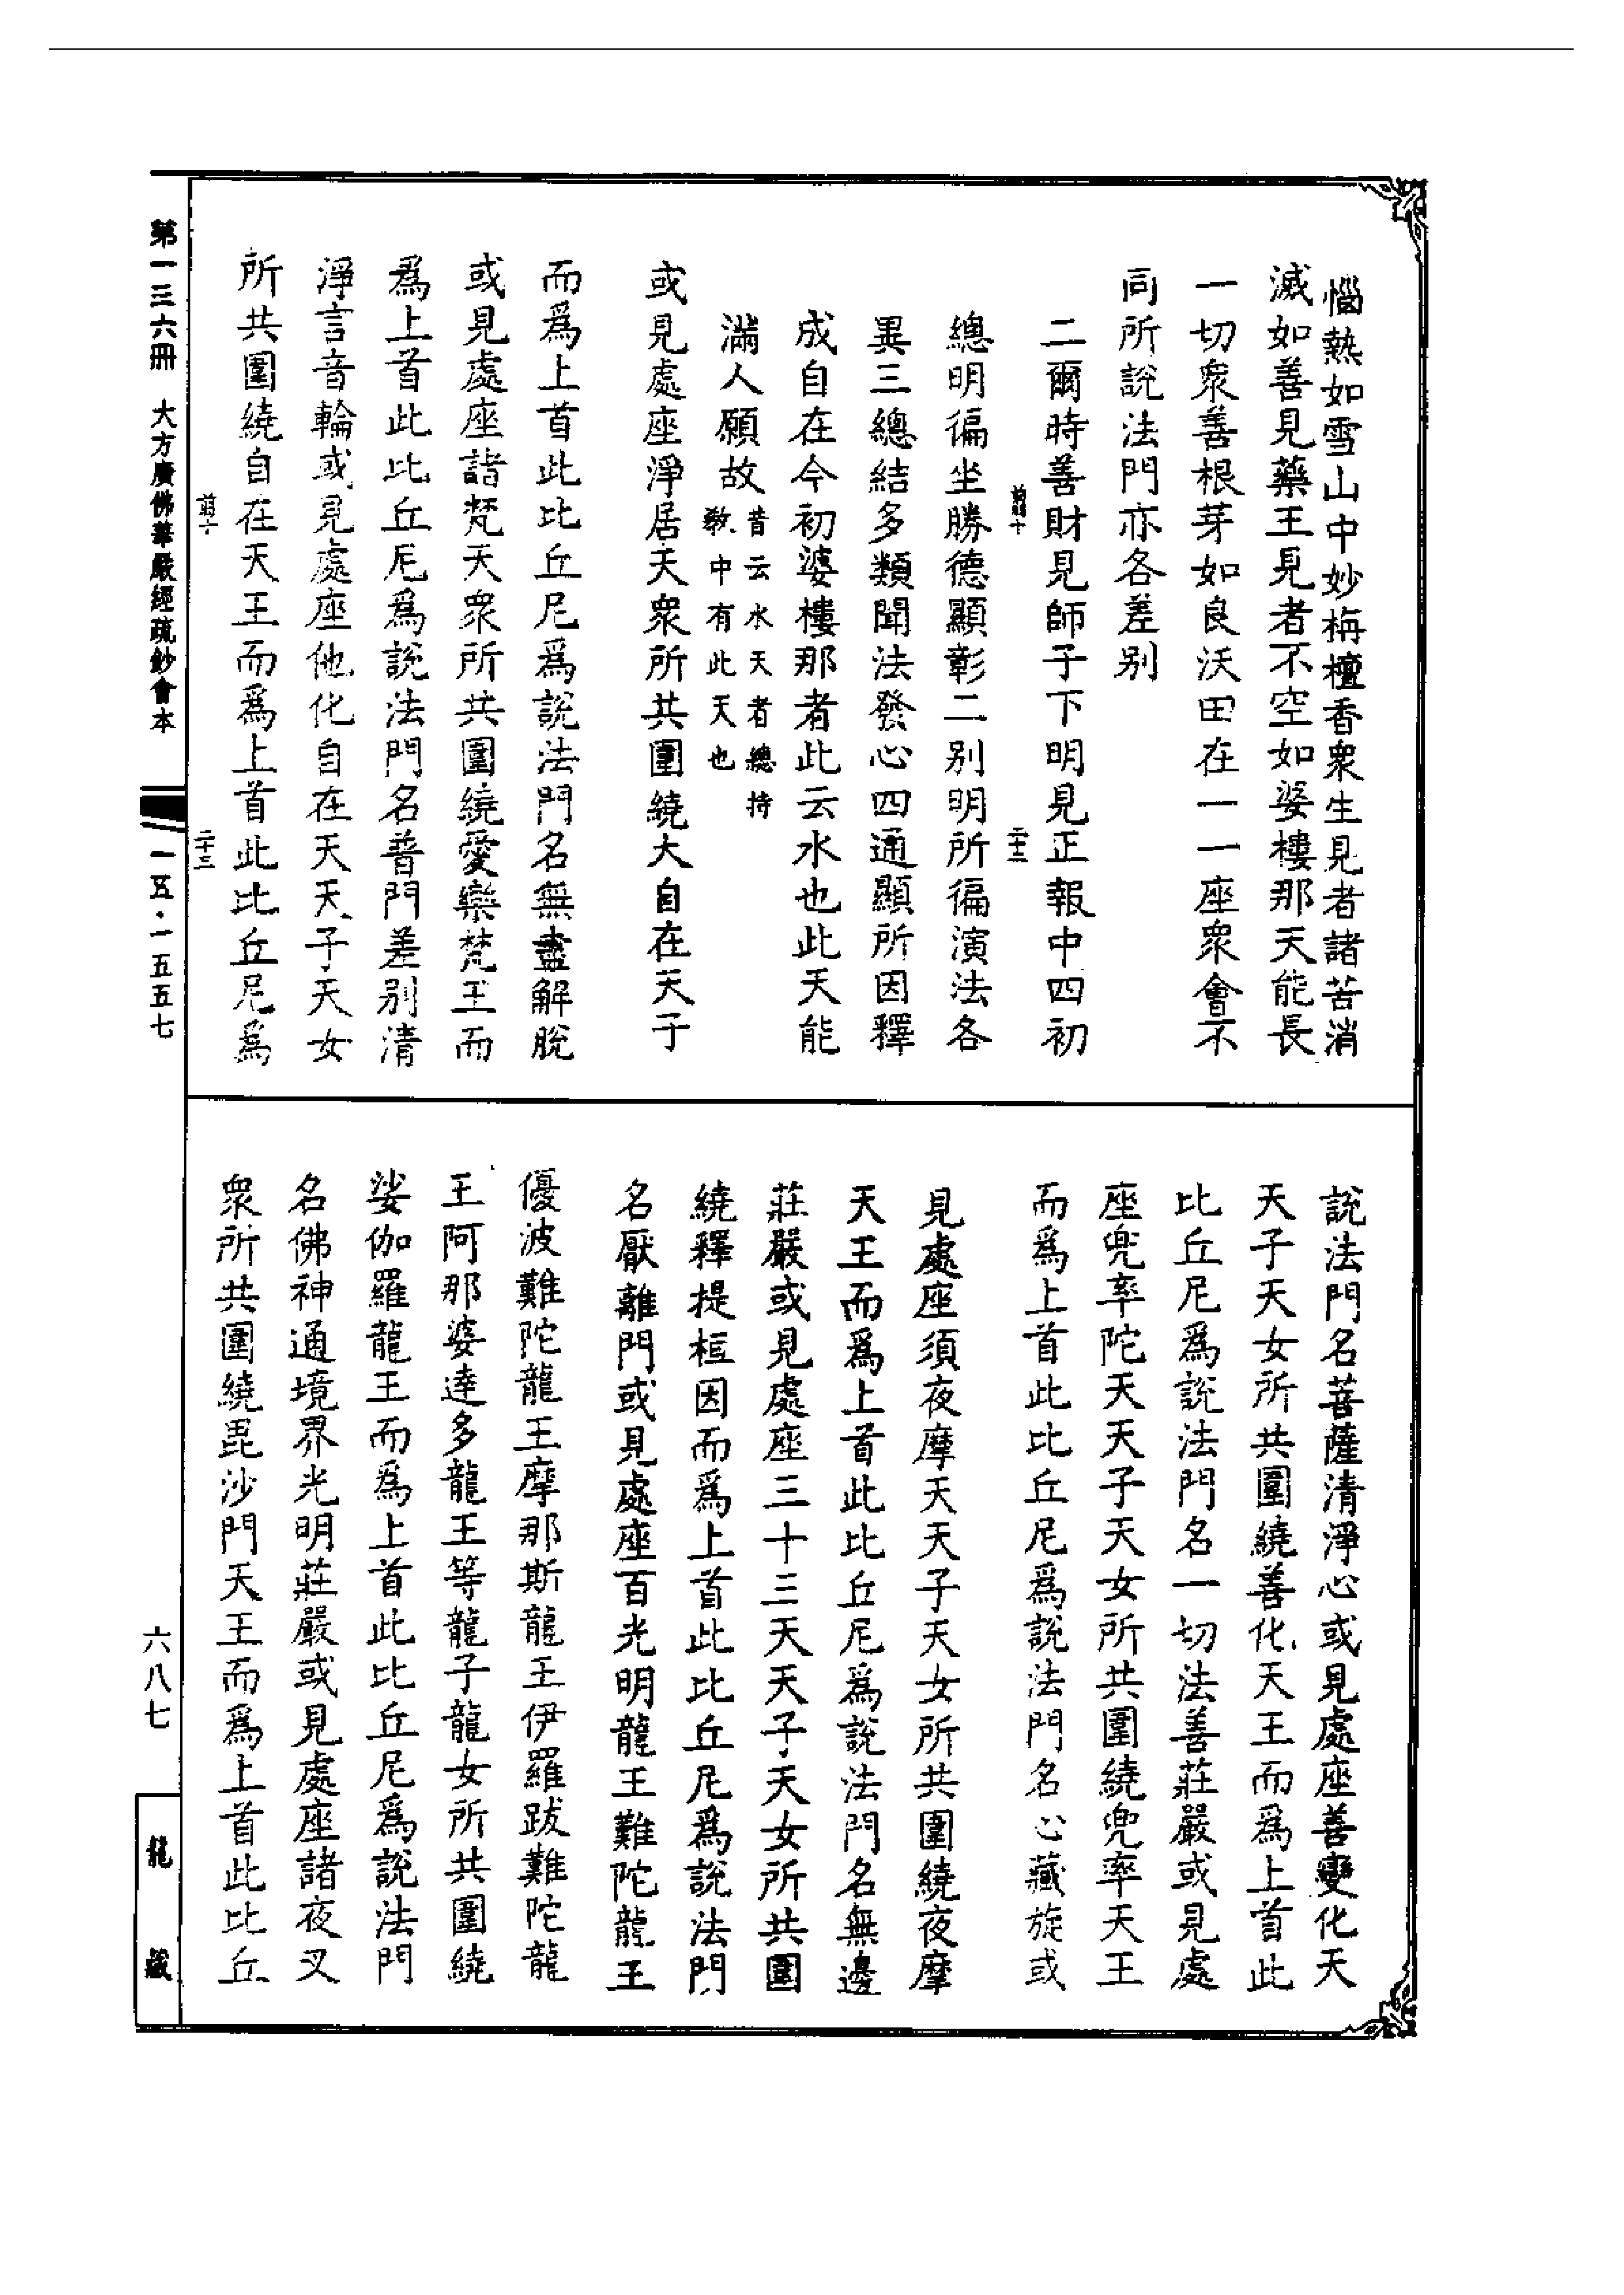 惱熱如雪山中妙栴檀香衆生見者諸苦消
滅如善見藥王見者不空如婆樓那天能長
一切衆善根芽如良沃田在一一座衆會不
同所說法門亦各差別
二爾時善財見師子下明見正報中四初
總明徧坐勝德顯彰二別明所徧演法各
異三總結多類聞法發心四通顯所因釋
成自在今初婆樓那者此云水也此天能
滿人願故
昔云水天者總持
教中有此天也
或見處座淨居天衆所共圍繞大自在天子
而爲上首此比丘尼爲說法門名無盡解脫
或見處座諸梵天衆所共圍繞愛樂梵王而
爲上首此比丘尼爲說法門名普門差別清
淨言音輪或見處座他化自在天天子天女
所共圍繞自在天王而爲上首此比丘尼爲
說法門名菩薩清淨心或見處座善變化天
天子天女所共圍繞善化天王而爲上首此
比丘尼爲說法門名一切法善莊嚴或見處
座兜率陀天天子天女所共圍繞兜率天王
而爲上首此比丘尼爲說法門名心藏旋或
見處座須夜摩天天子天女所共圍繞夜摩
天王而爲上首此比丘尼爲說法門名無邊
莊嚴或見處座三十三天天子天女所共圍
繞釋提桓因而爲上首此比丘尼爲說法門
名厭離門或見處座百光明龍王難陀龍王
優波難陀龍王摩那斯龍王伊羅跋難陀龍
王阿那婆達多龍王等龍子龍女所共圍繞
娑伽羅龍王而爲上首此比丘尼爲說法門
名佛神通境界光明莊嚴或見處座諸夜叉
衆所共圍繞毘沙門天王而爲上首此比丘
第一三六冊 大方廣佛華嚴經疏鈔會本 一五·一五五七
六八七
龍藏